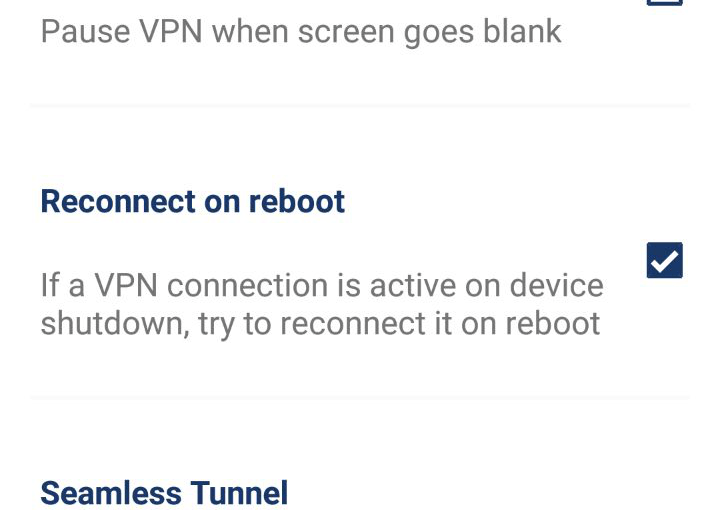 Pause VPN when screen goes blank
Reconnect on reboot
If a VPN connection is active on device
shutdown, try to reconnect it on reboot
Seamless Tunnel